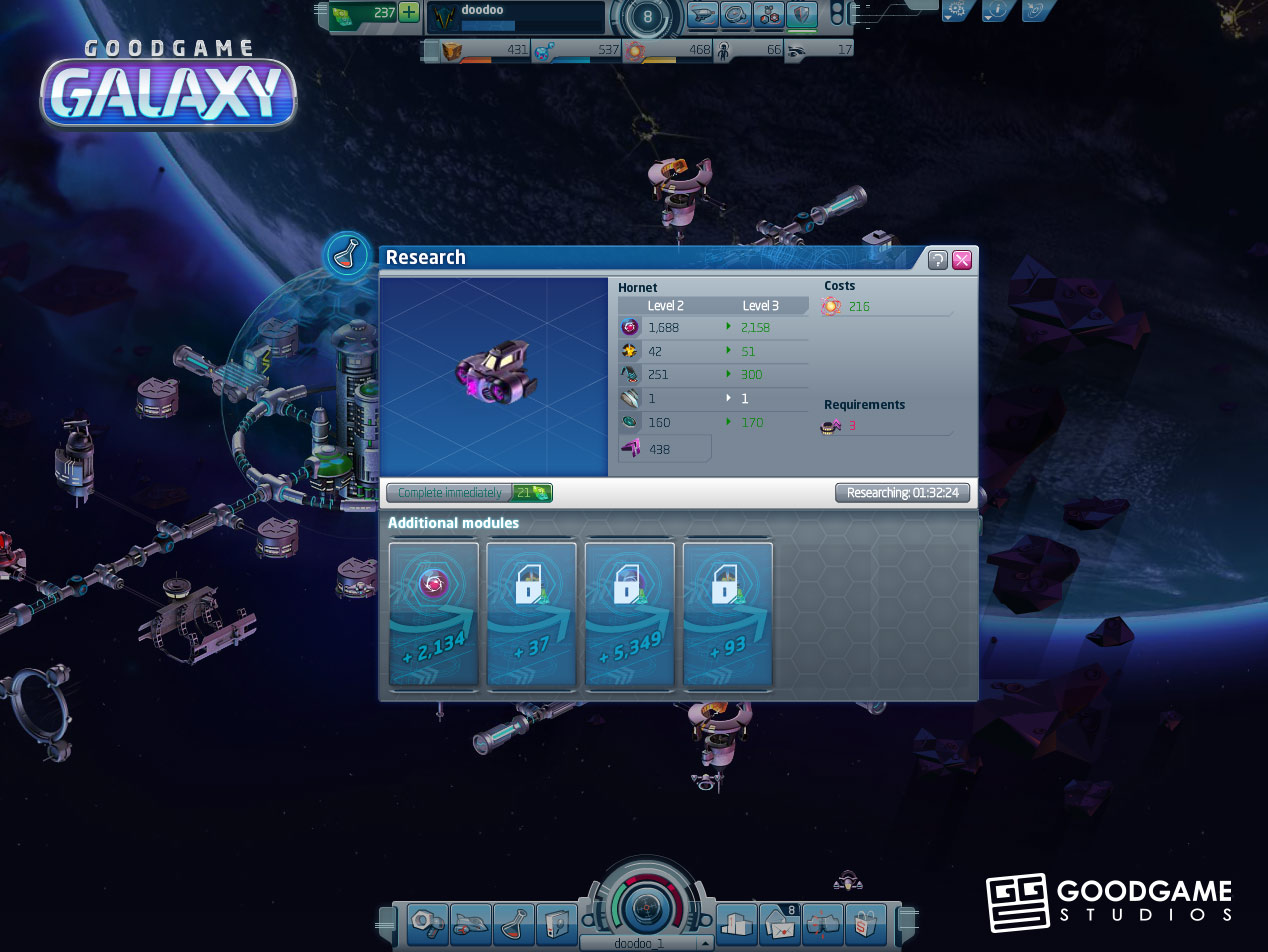 237
doodoo
8
431
537
468
66
17
GOODGAME
GALAXY
Research
?
Hornet
Costs
Level 2 Level 3
216
1,688 2,158
42 51
251 300
1 1
Requirements
3
160 170
438
Complete immediately 21
Researching: 01:32:24
Additional modules
+ 2,134
+ 37
+ 5,349
+ 93
8
doodoo_1
GGS
GOODGAME
STUDIOS